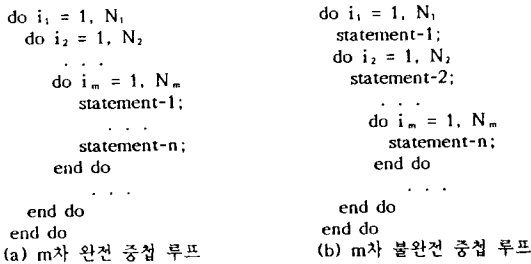 do i₁ = 1, N₁
do i₂ = 1, N₂
. . .
do iₘ = 1, Nₘ
statement-1;
. . .
statement-n;
end do
. . .
end do
end do
(a) m차 완전 중첩 루프
do i₁ = 1, N₁
statement-1;
do i₂ = 1, N₂
statement-2;
. . .
do iₘ = 1, Nₘ
statement-n;
end do
. . .
end do
end do
(b) m차 불완전 중첩 루프